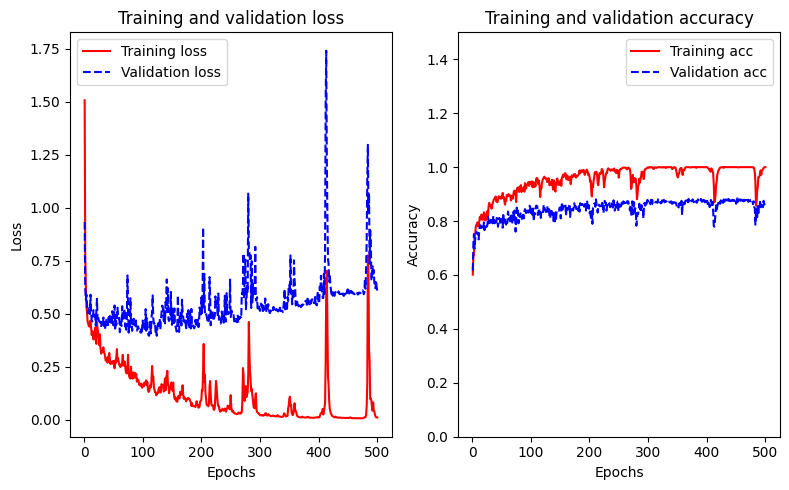 Training and validation loss
Training loss
Validation loss
1.75
1.50
1.25
1.00
0.75
0.50
0.25
0.00
Loss
0 100 200 300 400 500
Epochs
Training and validation accuracy
Training acc
Validation acc
1.4
1.2
1.0
0.8
0.6
0.4
0.2
0.0
Accuracy
0 100 200 300 400 500
Epochs